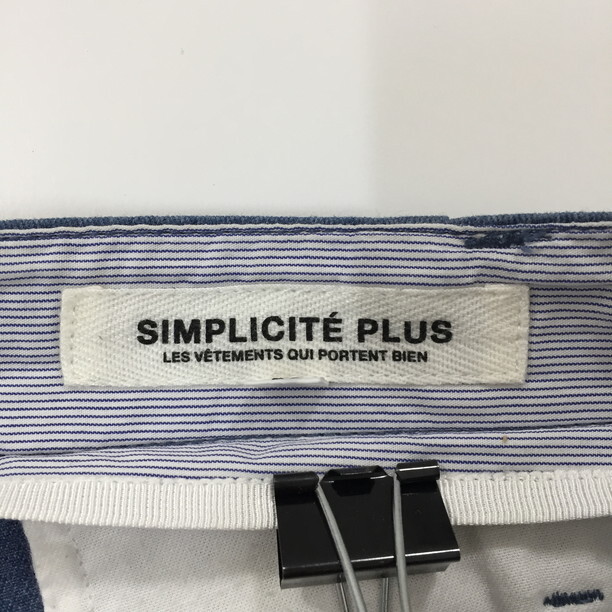 SIMPLICITÉ PLUS
LES VÊTEMENTS QUI PORTENT BIEN